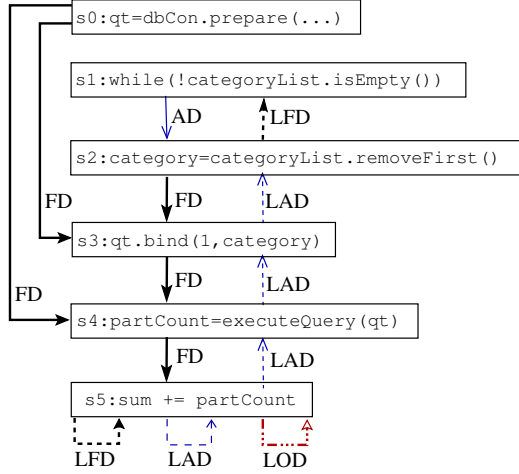 s0:qt=dbCon.prepare(...)
s1:while(!categoryList.isEmpty())
AD
LFD
s2:category=categoryList.removeFirst()
FD
FD
LAD
s3:qt.bind(1,category)
FD
FD
LAD
s4:partCount=executeQuery(qt)
FD
LAD
s5:sum += partCount
LFD
LAD
LOD